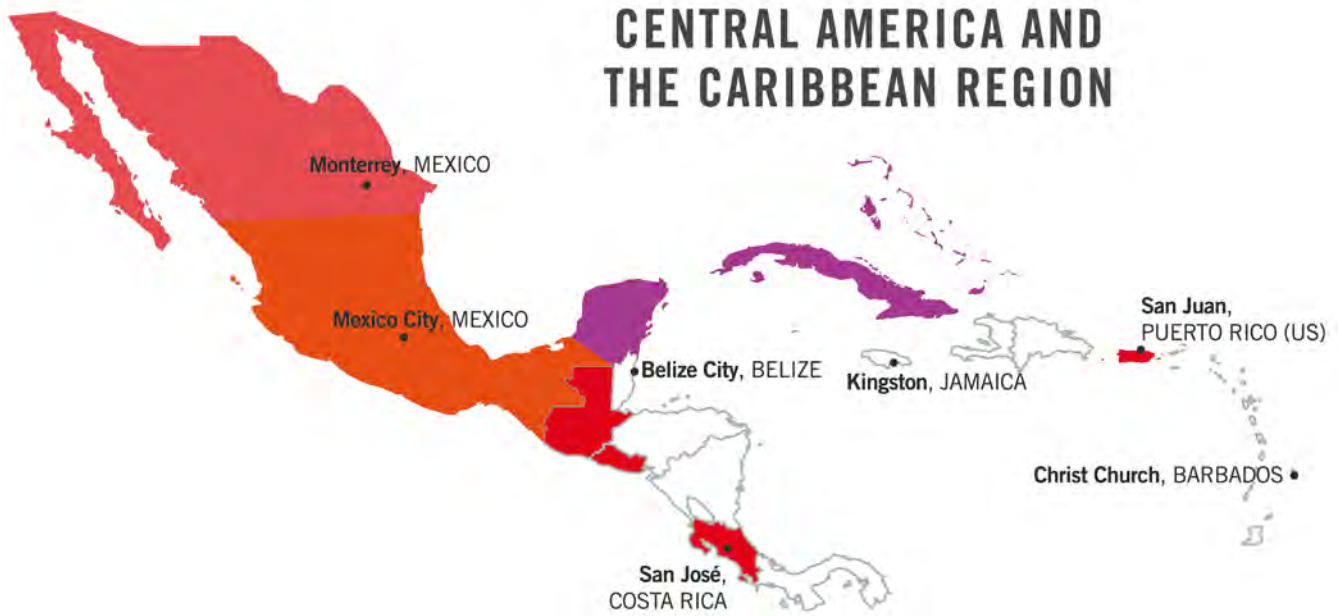 CENTRAL AMERICA AND
THE CARIBBEAN REGION
Monterrey, MEXICO
Mexico City, MEXICO
Belize City, BELIZE
Kingston, JAMAICA
San Juan,
PUERTO RICO (US)
Christ Church, BARBADOS
San José,
COSTA RICA